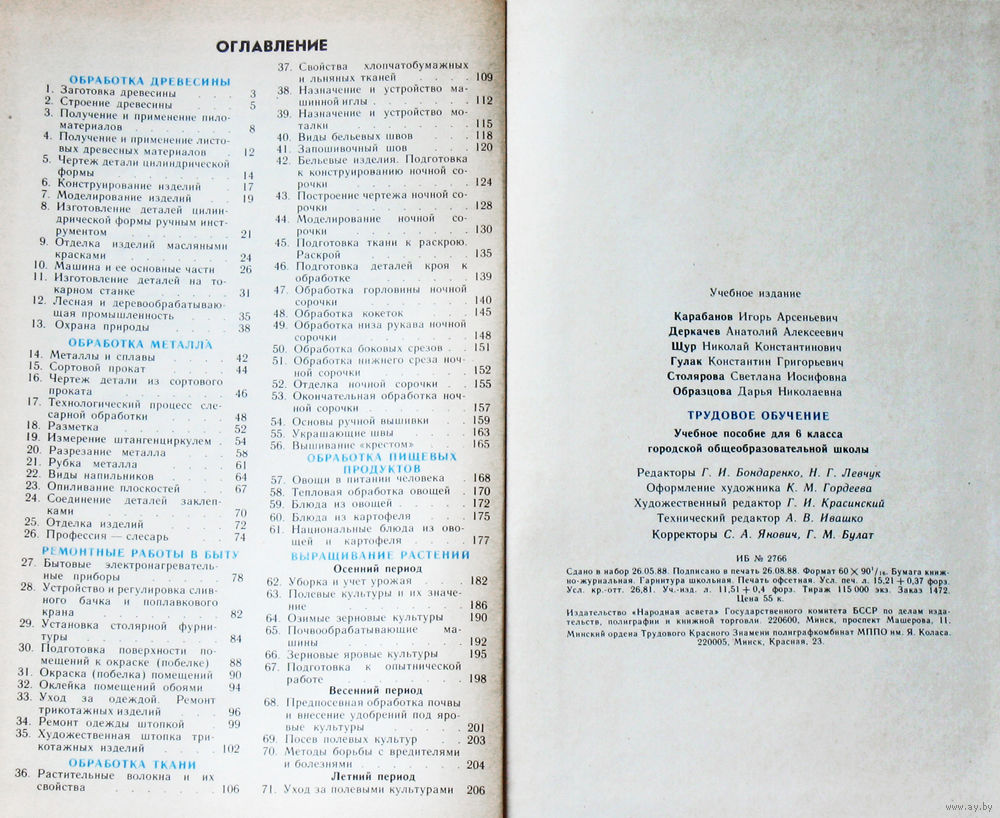 ОГЛАВЛЕНИЕ
ОБРАБОТКА ДРЕВЕСИНЫ
1. Заготовка древесины . . . 3
2. Строение древесины . . . 5
3. Получение и применение пило-
материалов . . . . . . 8
4. Получение и применение листо-
вых древесных материалов . 12
5. Чертеж детали цилиндрической
формы . . . . . . . 14
6. Конструирование изделий . 17
7. Моделирование изделий . . 19
8. Изготовление деталей цилин-
дрической формы ручным инст-
рументом . . . . . . 21
9. Отделка изделий масляными
красками . . . . . . 24
10. Машина и ее основные части . 26
11. Изготовление деталей на то-
карном станке . . . . . 31
12. Лесная и деревообрабатываю-
щая промышленность . . . 35
13. Охрана природы . . . . 38
ОБРАБОТКА МЕТАЛЛА
14. Металлы и сплавы . . . 42
15. Сортовой прокат . . . . 44
16. Чертеж детали из сортового
проката . . . . . . . 46
17. Технологический процесс сле-
сарной обработки . . . . 48
18. Разметка . . . . . . 52
19. Измерение штангенциркулем . 54
20. Разрезание металла . . . 58
21. Рубка металла . . . . 61
22. Виды напильников . . . 64
23. Опиливание плоскостей . . 67
24. Соединение деталей заклеп-
ками . . . . . . . . 70
25. Отделка изделий . . . . 72
26. Профессия — слесарь . . . 74
РЕМОНТНЫЕ РАБОТЫ В БЫТУ
27. Бытовые электронагреватель-
ные приборы . . . . . 78
28. Устройство и регулировка слив-
ного бачка и поплавкового
крана . . . . . . . 82
29. Установка столярной фурни-
туры . . . . . . . . 84
30. Подготовка поверхности по-
мещений к окраске (побелке) 88
31. Окраска (побелка) помещений 90
32. Оклейка помещений обоями 94
33. Уход за одеждой. Ремонт
трикотажных изделий . . . 96
34. Ремонт одежды штопкой . . 99
35. Художественная штопка три-
котажных изделий . . . . 102
ОБРАБОТКА ТКАНИ
36. Растительные волокна и их
свойства . . . . . . . 106
37. Свойства хлопчатобумажных
и льняных тканей . . . . 109
38. Назначение и устройство ма-
шинной иглы . . . . . . 112
39. Назначение и устройство мо-
талки . . . . . . . 115
40. Виды бельевых швов . . . 118
41. Запошивочный шов . . . 120
42. Бельевые изделия. Подготовка
к конструированию ночной со-
рочки . . . . . . . 124
43. Построение чертежа ночной со-
рочки . . . . . . . 128
44. Моделирование ночной со-
рочки . . . . . . . 130
45. Подготовка ткани к раскрою.
Раскрой . . . . . . 135
46. Подготовка деталей кроя к
обработке . . . . . . 139
47. Обработка горловины ночной
сорочки . . . . . . 140
48. Обработка кокеток . . . 145
49. Обработка низа рукава ночной
сорочки . . . . . . 148
50. Обработка боковых срезов . . 151
51. Обработка нижнего среза ноч-
ной сорочки . . . . . 152
52. Отделка ночной сорочки . . 155
53. Окончательная обработка ноч-
ной сорочки . . . . . 157
54. Основы ручной вышивки . . 159
55. Украшающие швы . . . . 163
56. Вышивание «крестом» . . . 165
ОБРАБОТКА ПИЩЕВЫХ
ПРОДУКТОВ
57. Овощи в питании человека . 168
58. Тепловая обработка овощей . 170
59. Блюда из овощей . . . . 172
60. Блюда из картофеля . . . 175
61. Национальные блюда из ово-
щей и картофеля . . . . 177
ВЫРАЩИВАНИЕ РАСТЕНИЙ
Осенний период
62. Уборка и учет урожая . . . 182
63. Полевые культуры и их значе-
ние . . . . . . . . 186
64. Озимые зерновые культуры 190
65. Почвообрабатывающие ма-
шины . . . . . . . 192
66. Зерновые яровые культуры . 195
67. Подготовка к опытнической
работе . . . . . . . 198
Весенний период
68. Предпосевная обработка почвы
и внесение удобрений под яро-
вые культуры . . . . . 201
69. Посев полевых культур . . 203
70. Методы борьбы с вредителями
и болезнями . . . . . . 204
Летний период
71. Уход за полевыми культурами 206
Учебное издание
Карабанов Игорь Арсеньевич
Деркачев Анатолий Алексеевич
Щур Николай Константинович
Гулак Константин Григорьевич
Столярова Светлана Иосифовна
Образцова Дарья Николаевна
ТРУДОВОЕ ОБУЧЕНИЕ
Учебное пособие для 6 класса
городской общеобразовательной школы
Редакторы Г. И. Бондаренко, Н. Г. Левчук
Оформление художника К. М. Гордеева
Художественный редактор Г. И. Красинский
Технический редактор А. В. Ивашко
Корректоры С. А. Янович, Г. М. Булат
ИБ № 2766
Сдано в набор 26.05.88. Подписано в печать 26.08.88. Формат 60×90¹/₁₆. Бумага книж-
но-журнальная. Гарнитура школьная. Печать офсетная. Усл. печ. л. 15,21+0,37 форз.
Усл. кр.-отт. 26,81. Уч.-изд. л. 11,51+0,4 форз. Тираж 115 000 экз. Заказ 1472.
Цена 55 к.
Издательство «Народная асвета» Государственного комитета БССР по делам изда-
тельств, полиграфии и книжной торговли. 220600, Минск, проспект Машерова, 11.
Минский ордена Трудового Красного Знамени полиграфкомбинат МППО им. Я. Коласа.
220005, Минск, Красная, 23.
www.ay.by